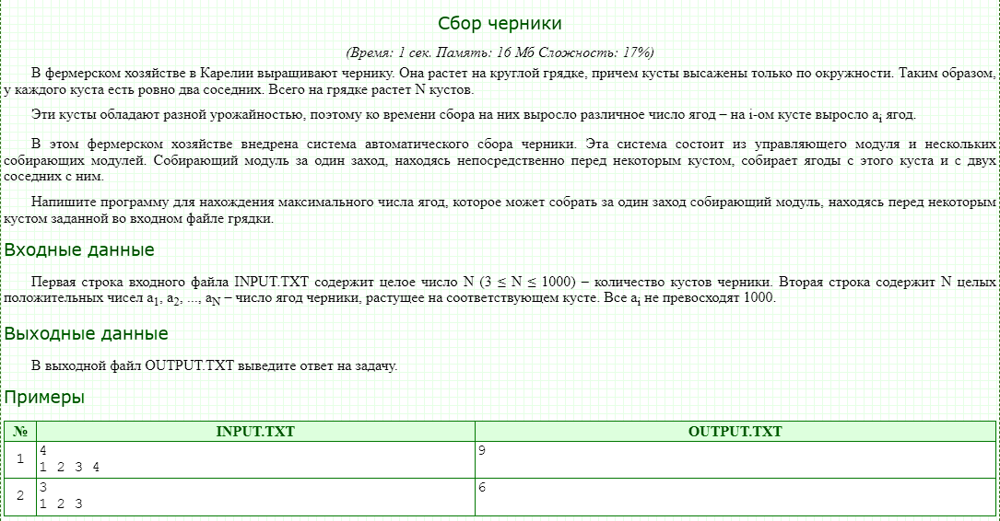 Сбор черники
(Время: 1 сек. Память: 16 Мб Сложность: 17%)
В фермерском хозяйстве в Карелии выращивают чернику. Она растет на круглой грядке, причем кусты высажены только по окружности. Таким образом,
у каждого куста есть ровно два соседних. Всего на грядке растет N кустов.
Эти кусты обладают разной урожайностью, поэтому ко времени сбора на них выросло различное число ягод – на i-ом кусте выросло ai ягод.
В этом фермерском хозяйстве внедрена система автоматического сбора черники. Эта система состоит из управляющего модуля и нескольких
собирающих модулей. Собирающий модуль за один заход, находясь непосредственно перед некоторым кустом, собирает ягоды с этого куста и с двух
соседних с ним.
Напишите программу для нахождения максимального числа ягод, которое может собрать за один заход собирающий модуль, находясь перед некоторым
кустом заданной во входном файле грядки.
Входные данные
Первая строка входного файла INPUT.TXT содержит целое число N (3 ≤ N ≤ 1000) – количество кустов черники. Вторая строка содержит N целых
положительных чисел a1, a2, ..., aN – число ягод черники, растущее на соответствующем кусте. Все ai не превосходят 1000.
Выходные данные
В выходной файл OUTPUT.TXT выведите ответ на задачу.
Примеры
№ INPUT.TXT OUTPUT.TXT
1 4 9
1 2 3 4
2 3 6
1 2 3